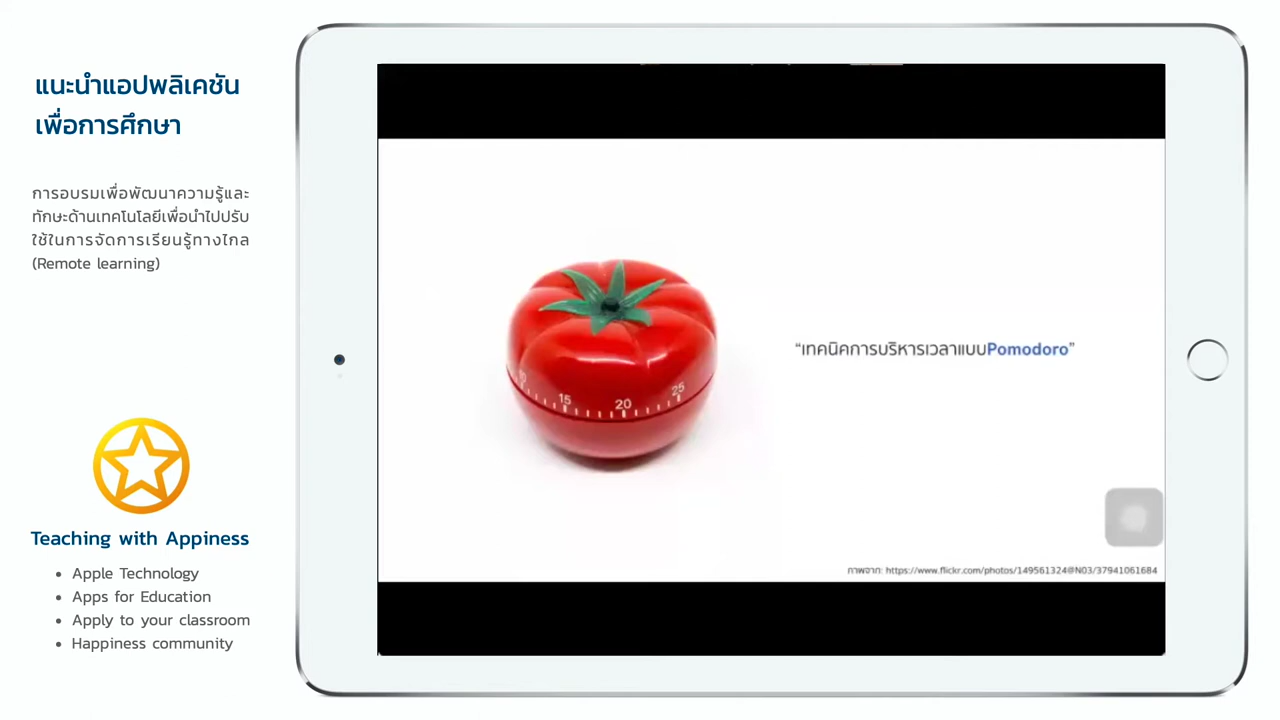 แนะนำแอปพลิเคชัน
เพื่อการศึกษา
การอบรมเพื่อพัฒนาความรู้และ
ทักษะด้านเทคโนโลยีเพื่อนำไปปรับ
ใช้ในการจัดการเรียนรู้ทางไกล
(Remote learning)
Teaching with Appiness
Apple Technology
Apps for Education
Apply to your classroom
Happiness community
15
20
25
“เทคนิคการบริหารเวลาแบบPomodoro”
ภาพจาก: https://www.flickr.com/photos/149561324@N03/37941061684